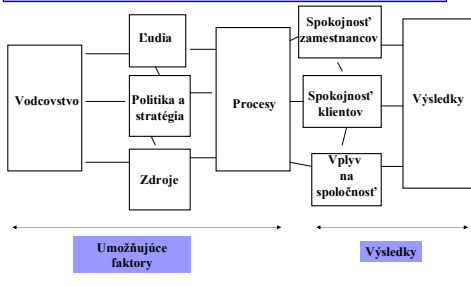 Vodcovstvo
Ľudia
Politika a
stratégia
Zdroje
Procesy
Spokojnosť
zamestnancov
Spokojnosť
klientov
Vplyv
na
spoločnosť
Výsledky
Umožňujúce
faktory
Výsledky